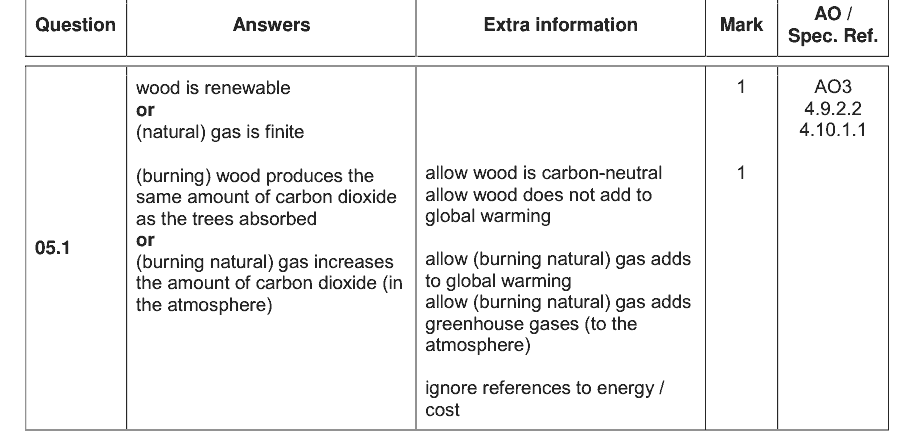 Question Answers Extra information Mark AO /
Spec. Ref.
05.1
wood is renewable
or
(natural) gas is finite
(burning) wood produces the
same amount of carbon dioxide
as the trees absorbed
or
(burning natural) gas increases
the amount of carbon dioxide (in
the atmosphere)
allow wood is carbon-neutral
allow wood does not add to
global warming
allow (burning natural) gas adds
to global warming
allow (burning natural) gas adds
greenhouse gases (to the
atmosphere)
ignore references to energy /
cost
1
1
AO3
4.9.2.2
4.10.1.1